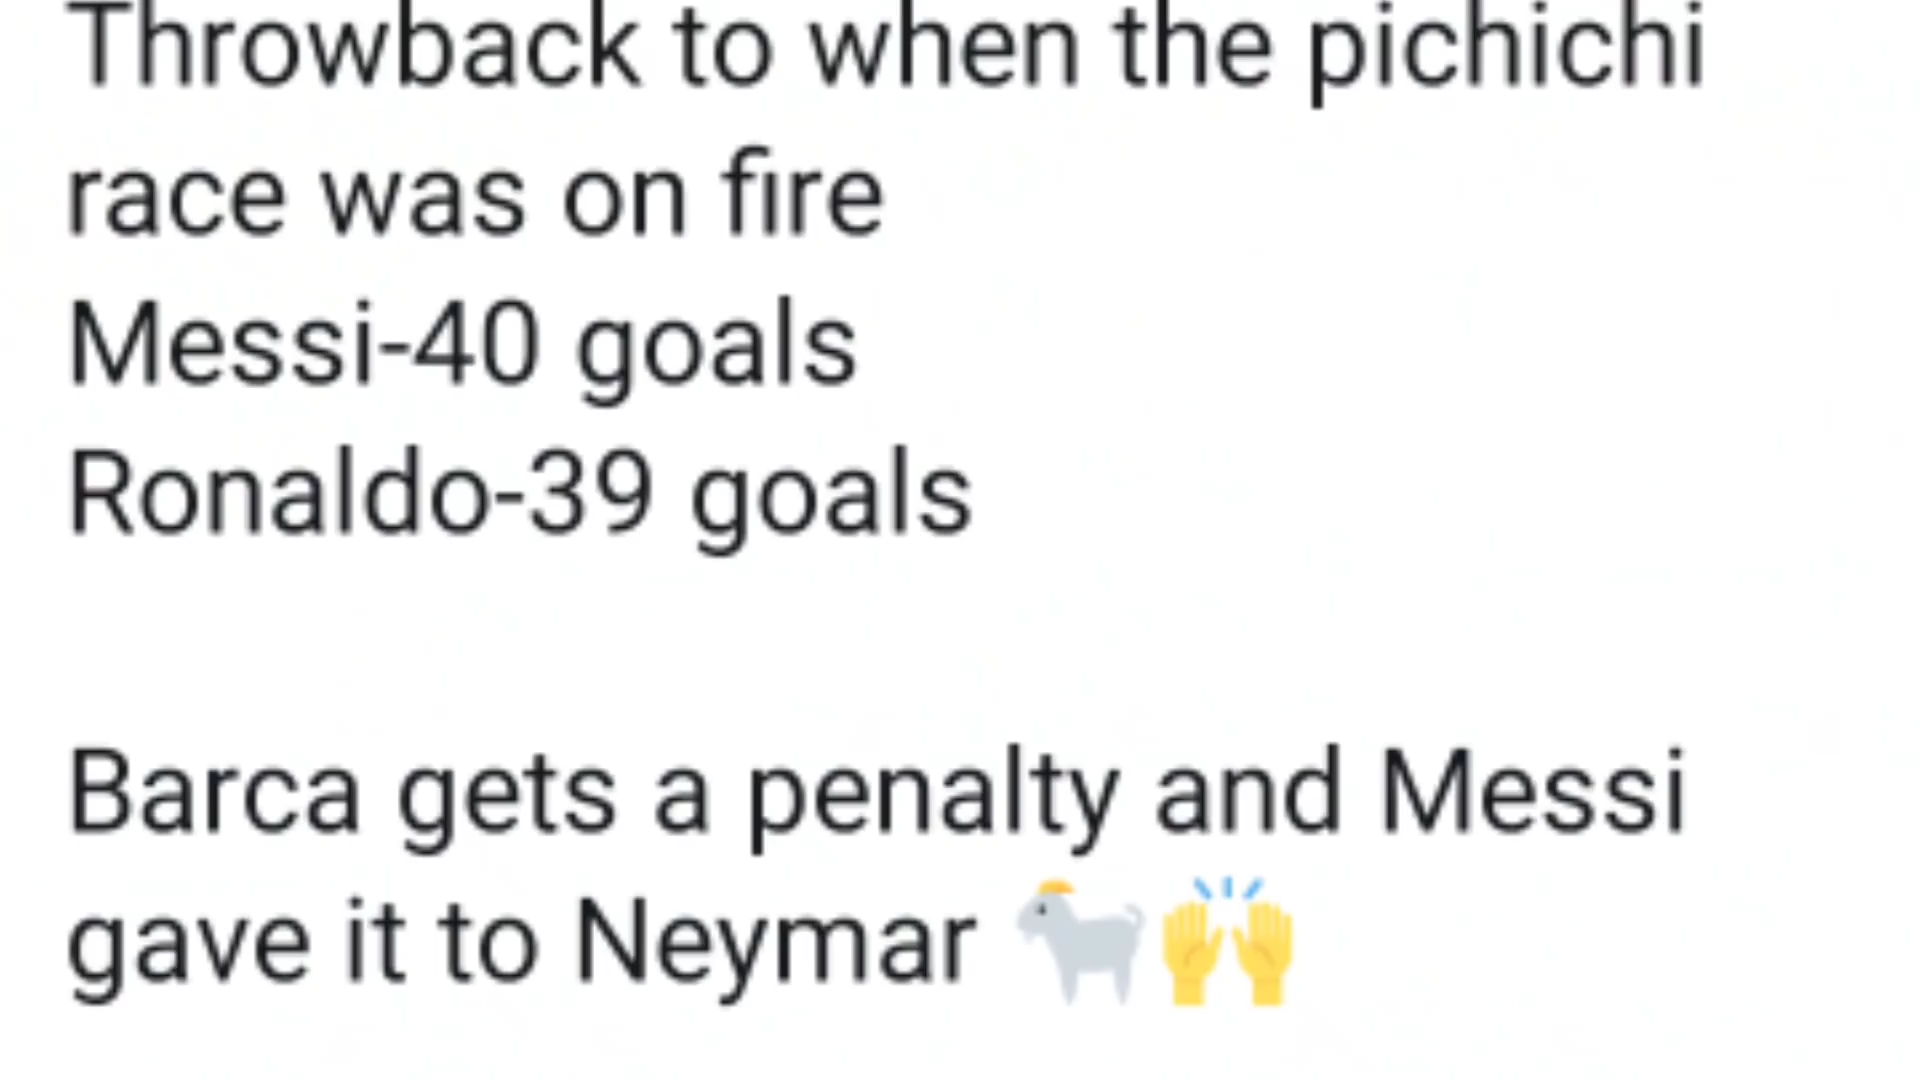 Throwback to when the pichichi
race was on fire
Messi-40 goals
Ronaldo-39 goals
Barca gets a penalty and Messi
gave it to Neymar 🐐🙌